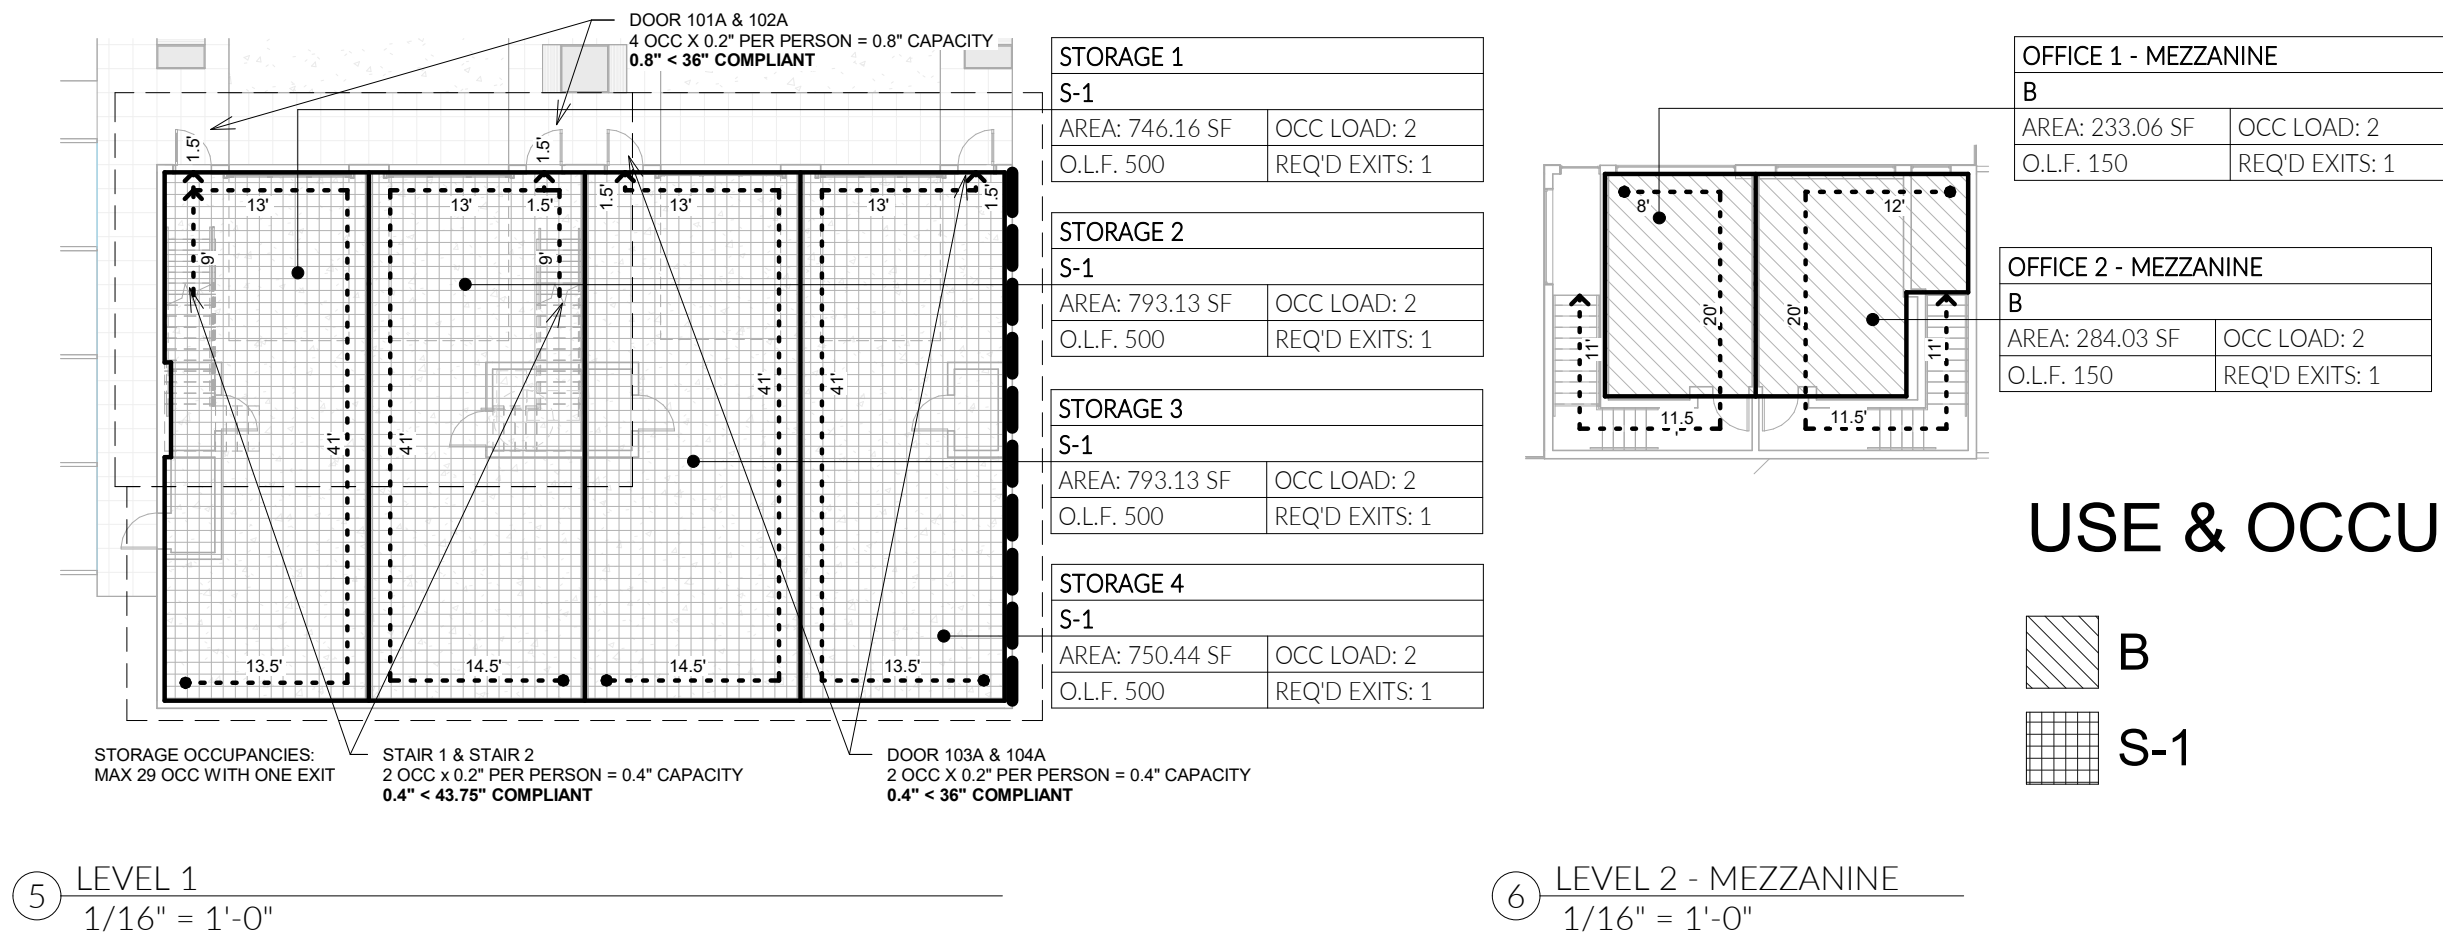 DOOR 101A & 102A
4 OCC X 0.2" PER PERSON = 0.8" CAPACITY
0.8" < 36" COMPLIANT
STORAGE 1
S-1
AREA: 746.16 SF OCC LOAD: 2
O.L.F. 500 REQ'D EXITS: 1
STORAGE 2
S-1
AREA: 793.13 SF OCC LOAD: 2
O.L.F. 500 REQ'D EXITS: 1
STORAGE 3
S-1
AREA: 793.13 SF OCC LOAD: 2
O.L.F. 500 REQ'D EXITS: 1
STORAGE 4
S-1
AREA: 750.44 SF OCC LOAD: 2
O.L.F. 500 REQ'D EXITS: 1
1.5' 1.5'
13' 13' 1.5' 1.5' 13' 13' 1.5'
9' 9'
41' 41' 41' 41'
13.5' 14.5' 14.5' 13.5'
STORAGE OCCUPANCIES:
MAX 29 OCC WITH ONE EXIT
STAIR 1 & STAIR 2
2 OCC x 0.2" PER PERSON = 0.4" CAPACITY
0.4" < 43.75" COMPLIANT
DOOR 103A & 104A
2 OCC X 0.2" PER PERSON = 0.4" CAPACITY
0.4" < 36" COMPLIANT
5 LEVEL 1
1/16" = 1'-0"
OFFICE 1 - MEZZANINE
B
AREA: 233.06 SF OCC LOAD: 2
O.L.F. 150 REQ'D EXITS: 1
OFFICE 2 - MEZZANINE
B
AREA: 284.03 SF OCC LOAD: 2
O.L.F. 150 REQ'D EXITS: 1
8' 12'
20' 20'
11' 11'
11.5' 11.5'
USE & OCCU
B
S-1
6 LEVEL 2 - MEZZANINE
1/16" = 1'-0"